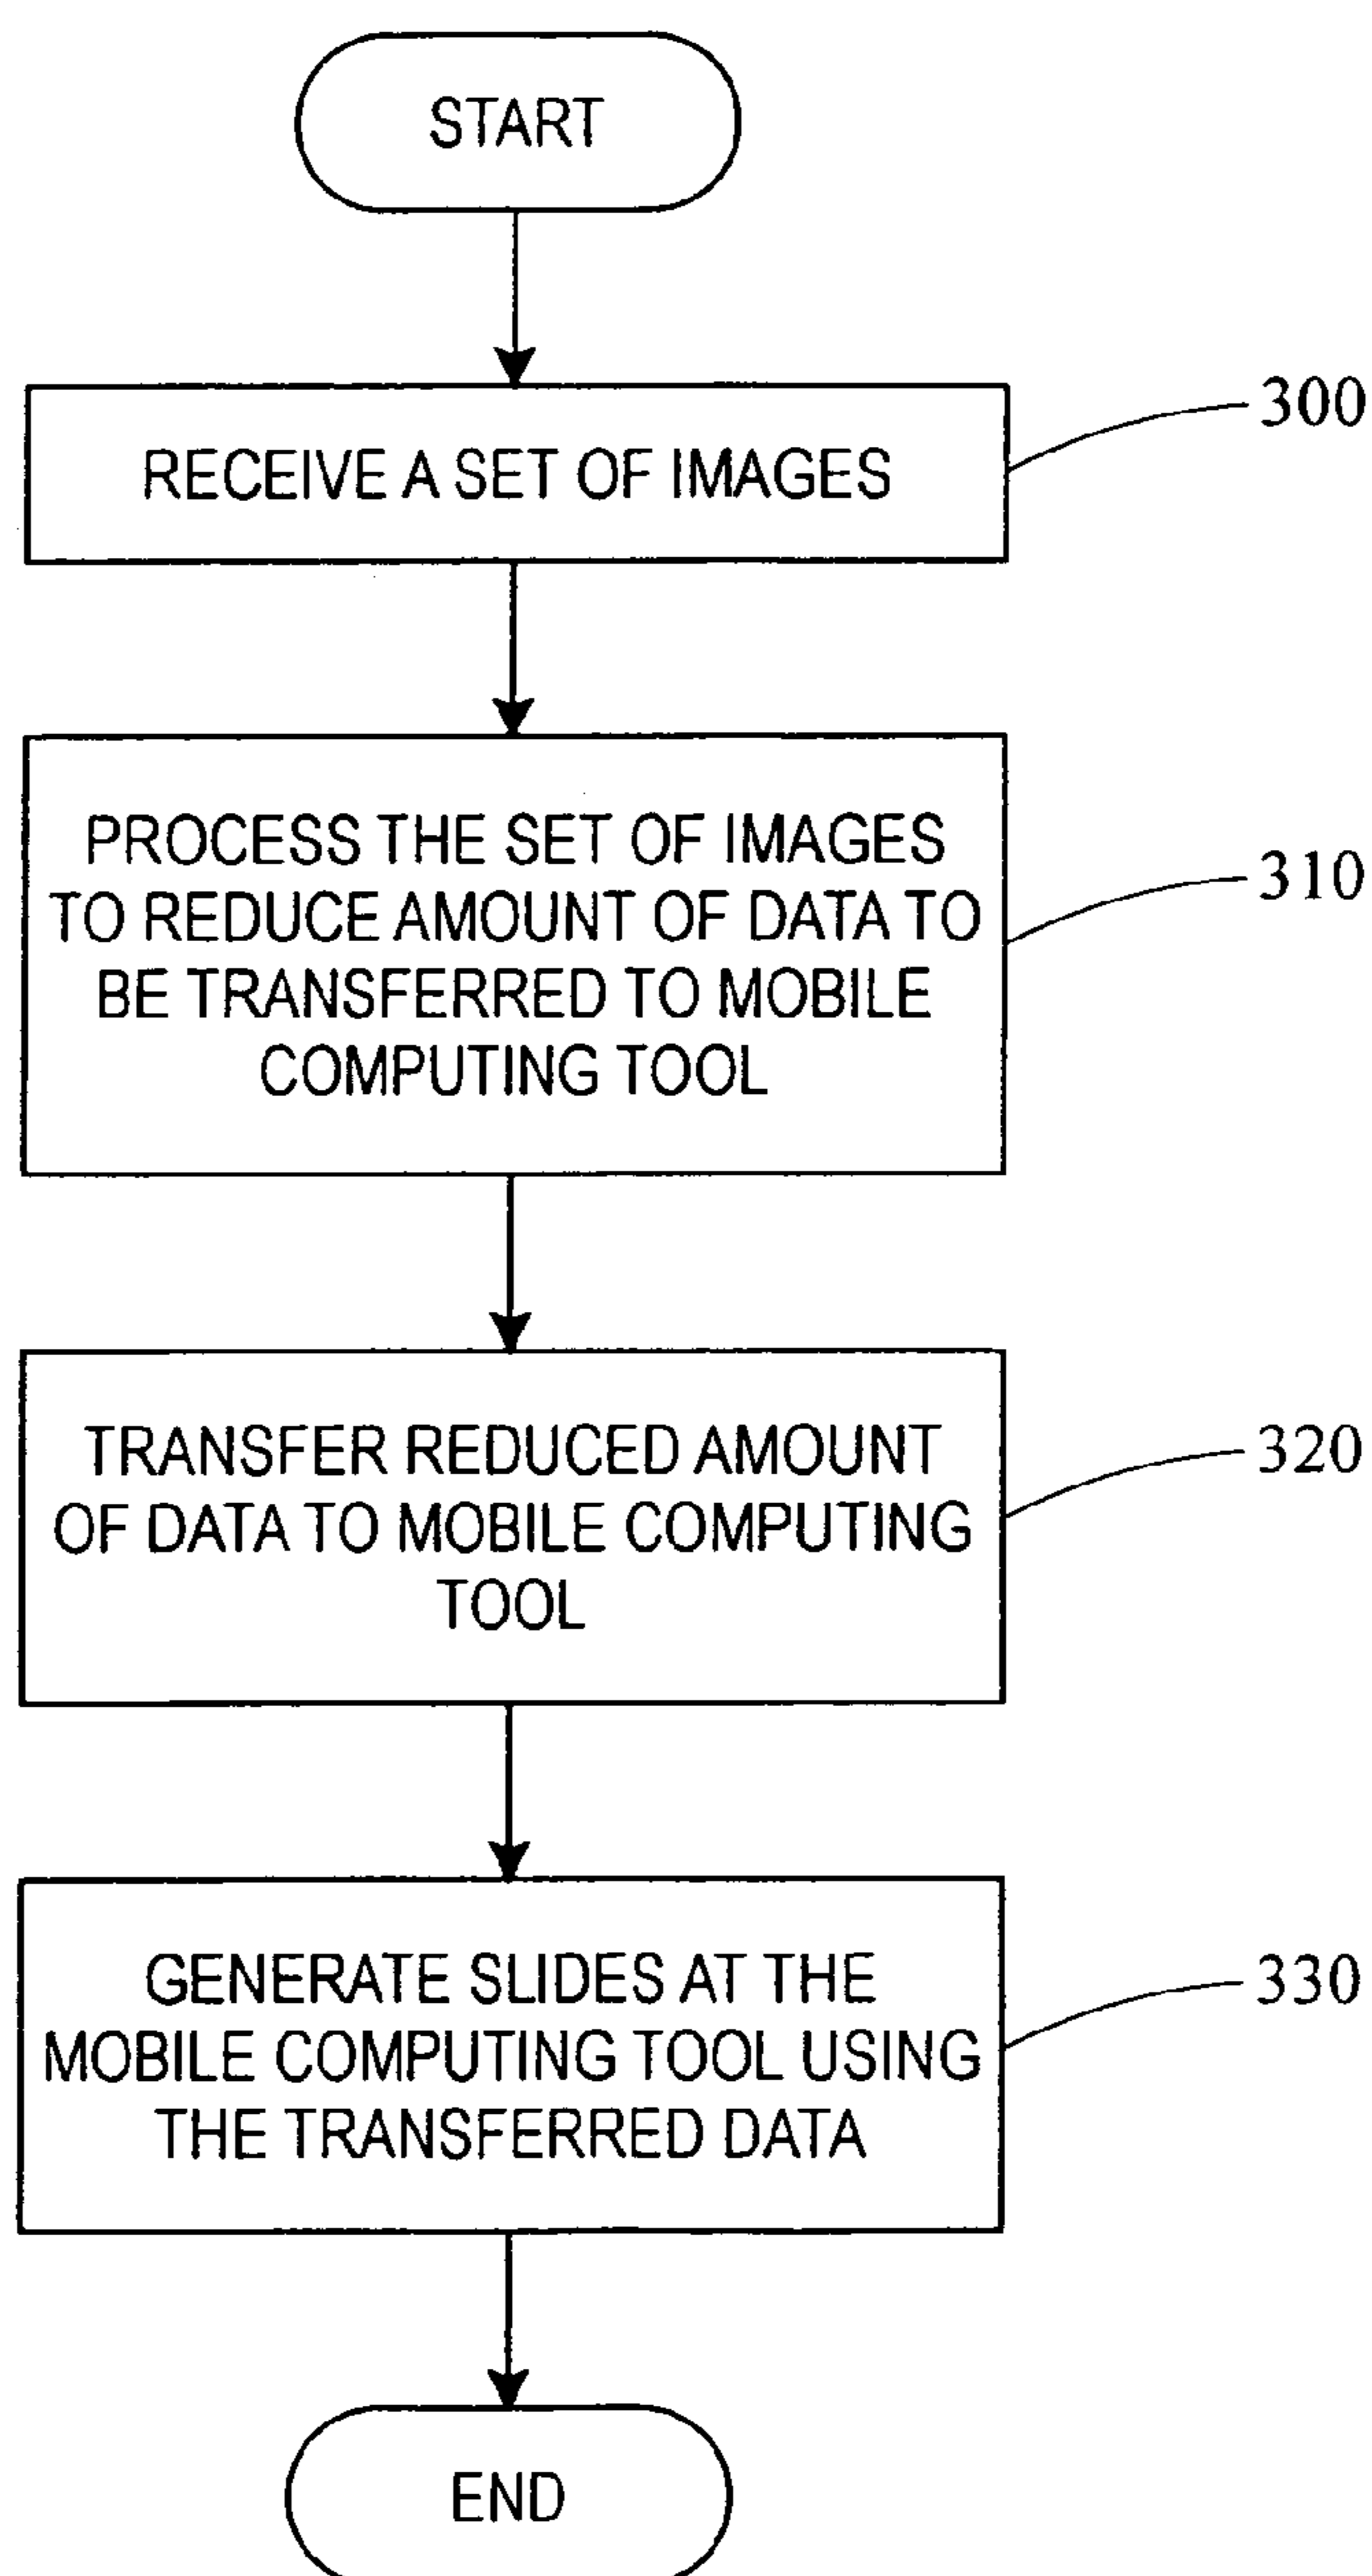 START
RECEIVE A SET OF IMAGES
300
PROCESS THE SET OF IMAGES
TO REDUCE AMOUNT OF DATA TO
BE TRANSFERRED TO MOBILE
COMPUTING TOOL
310
TRANSFER REDUCED AMOUNT
OF DATA TO MOBILE COMPUTING
TOOL
320
GENERATE SLIDES AT THE
MOBILE COMPUTING TOOL USING
THE TRANSFERRED DATA
330
END